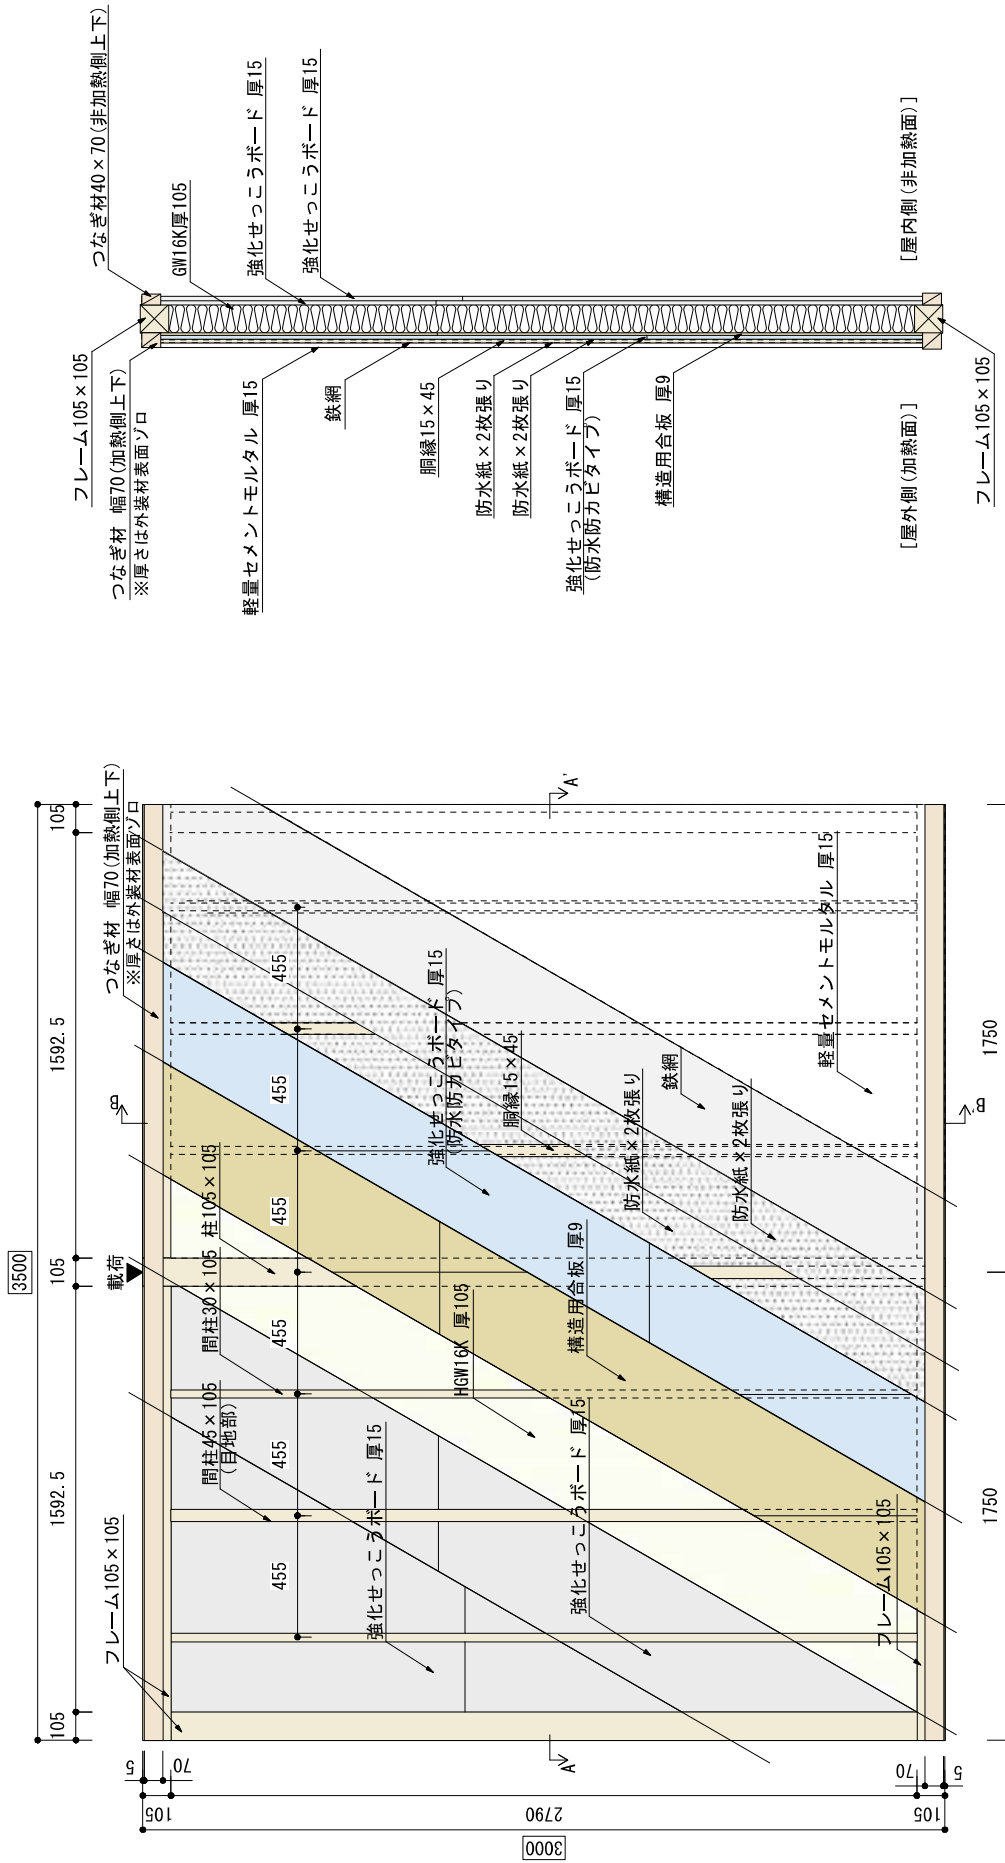 つなぎ材40×70(非加熱側上下)
GW16K厚105
強化せっこうボード 厚15
強化せっこうボード 厚15
[屋内側(非加熱面)]
フレーム105×105
つなぎ材 幅70(加熱側上下)
※厚さは外装材表面ゾロ
軽量セメントモルタル 厚15
鉄網
胴縁15×45
防水紙×2枚張り
防水紙×2枚張り
強化せっこうボード 厚15
(防水防カビタイプ)
構造用合板 厚9
[屋外側(加熱面)]
フレーム105×105
3500
105
1592.5
105
1592.5
105
つなぎ材 幅70(加熱側上下)
※厚さは外装材表面ゾロ
B
載荷
フレーム105×105
柱105×105
間柱30×105
間柱45×105
(目地部)
455
455
455
455
455
455
強化せっこうボード 厚15
強化せっこうボード 厚15
(防水防カビタイプ)
HGW16K 厚105
胴縁15×45
A'
A
構造用合板 厚9
強化せっこうボード 厚15
防水紙×2枚張り
鉄網
防水紙×2枚張り
軽量セメントモルタル 厚15
フレーム105×105
B'
1750
1750
5
70
105
2790
3000
70
5
105